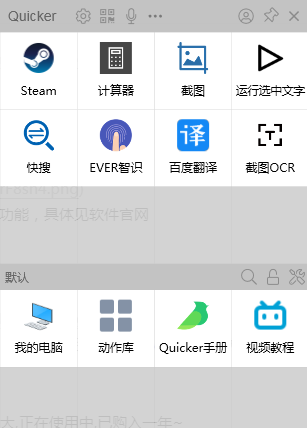 Quicker
Steam 计算器 截图 运行选中文字
快搜 EVER智识 百度翻译 截图OCR
功能，具体见软件官网
默认
我的电脑 动作库 Quicker手册 视频教程
大,正在使用中,已购入一年~